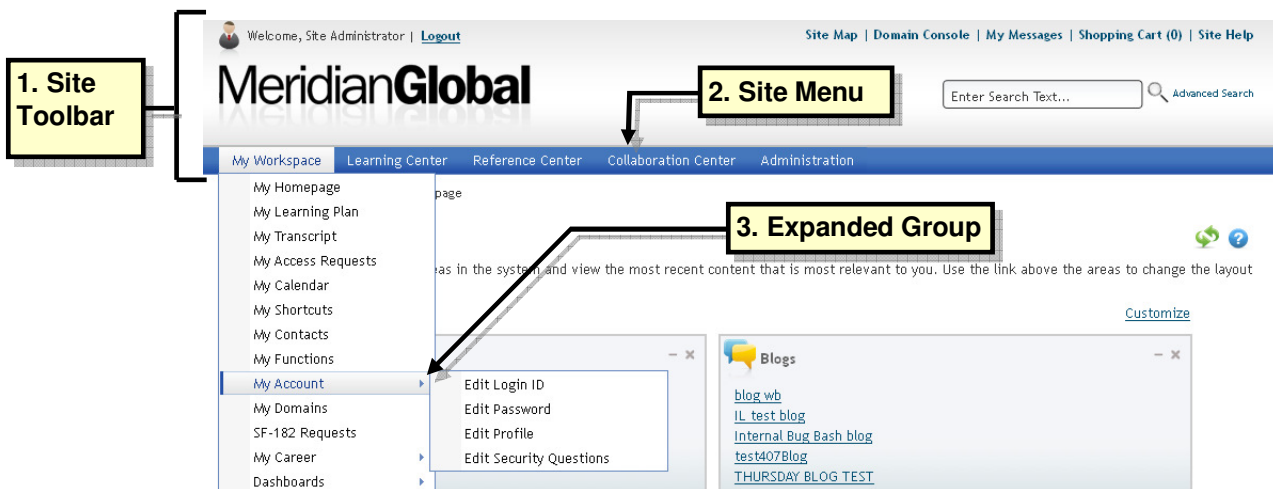 Welcome, Site Administrator | Logout
Site Map | Domain Console | My Messages | Shopping Cart (0) | Site Help
1. Site
Toolbar
MeridianGlobal
2. Site Menu
Enter Search Text...
Advanced Search
My Workspace Learning Center Reference Center Collaboration Center Administration
My Homepage
page
My Learning Plan
My Transcript
3. Expanded Group
My Access Requests
eas in the system and view the most recent content that is most relevant to you. Use the link above the areas to change the layout
My Calendar
My Shortcuts
Customize
My Contacts
My Functions
Blogs
My Account
Edit Login ID
Edit Password
Edit Profile
Edit Security Questions
My Domains
SF-182 Requests
My Career
Dashboards
blog wb
IL test blog
Internal Bug Bash blog
test407Blog
THURSDAY BLOG TEST